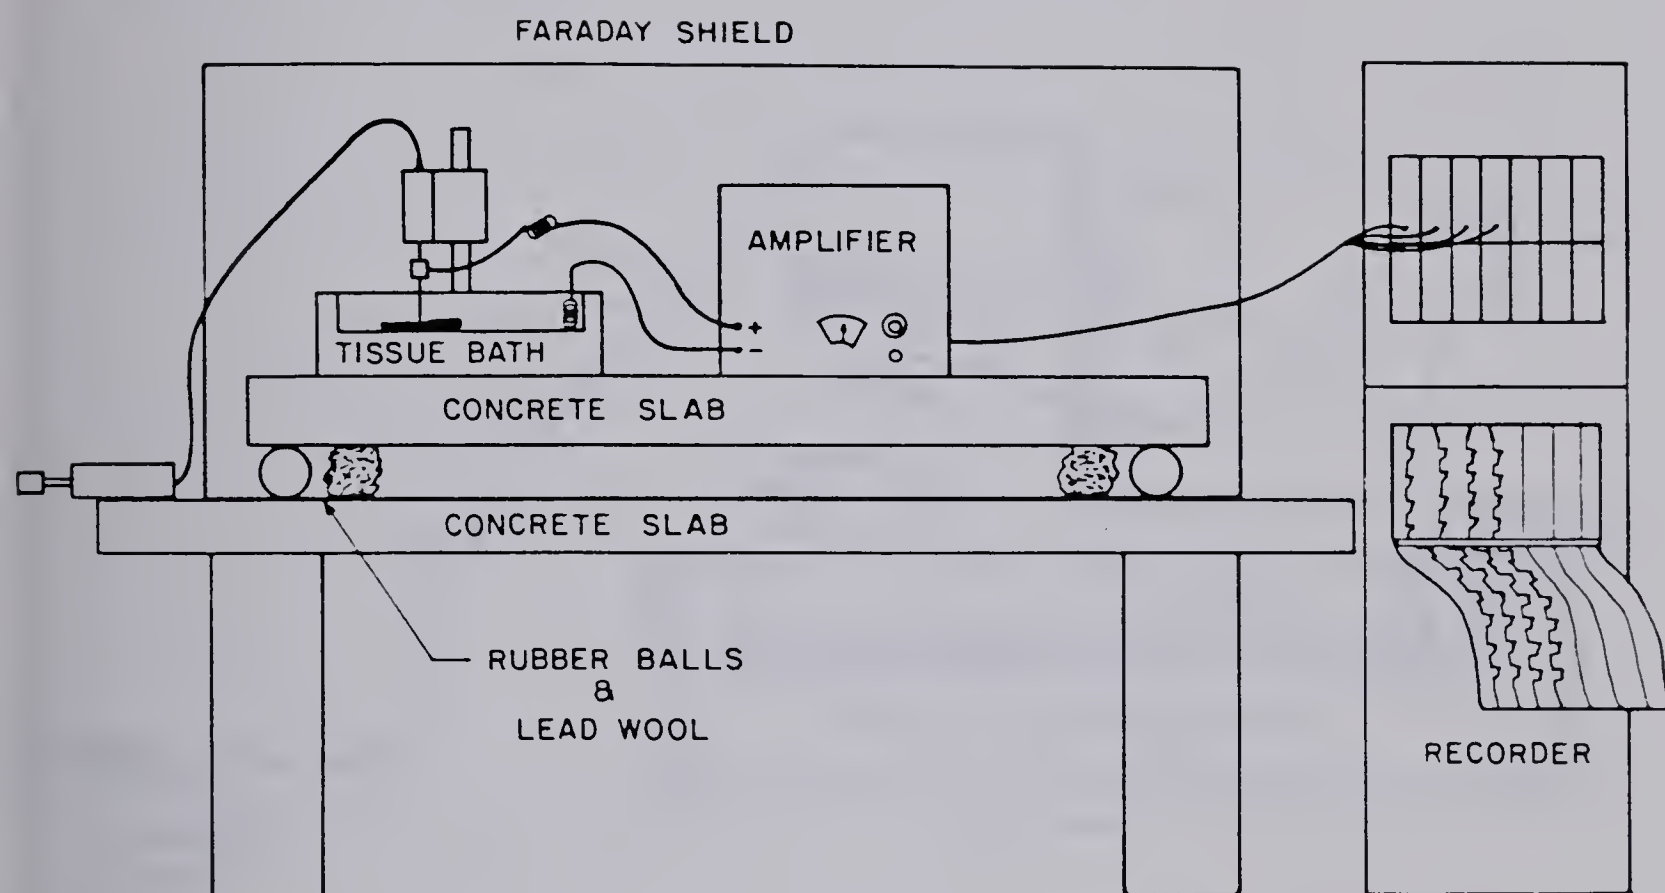 FARADAY SHIELD
AMPLIFIER
+
−
TISSUE BATH
CONCRETE SLAB
CONCRETE SLAB
RUBBER BALLS
&
LEAD WOOL
RECORDER